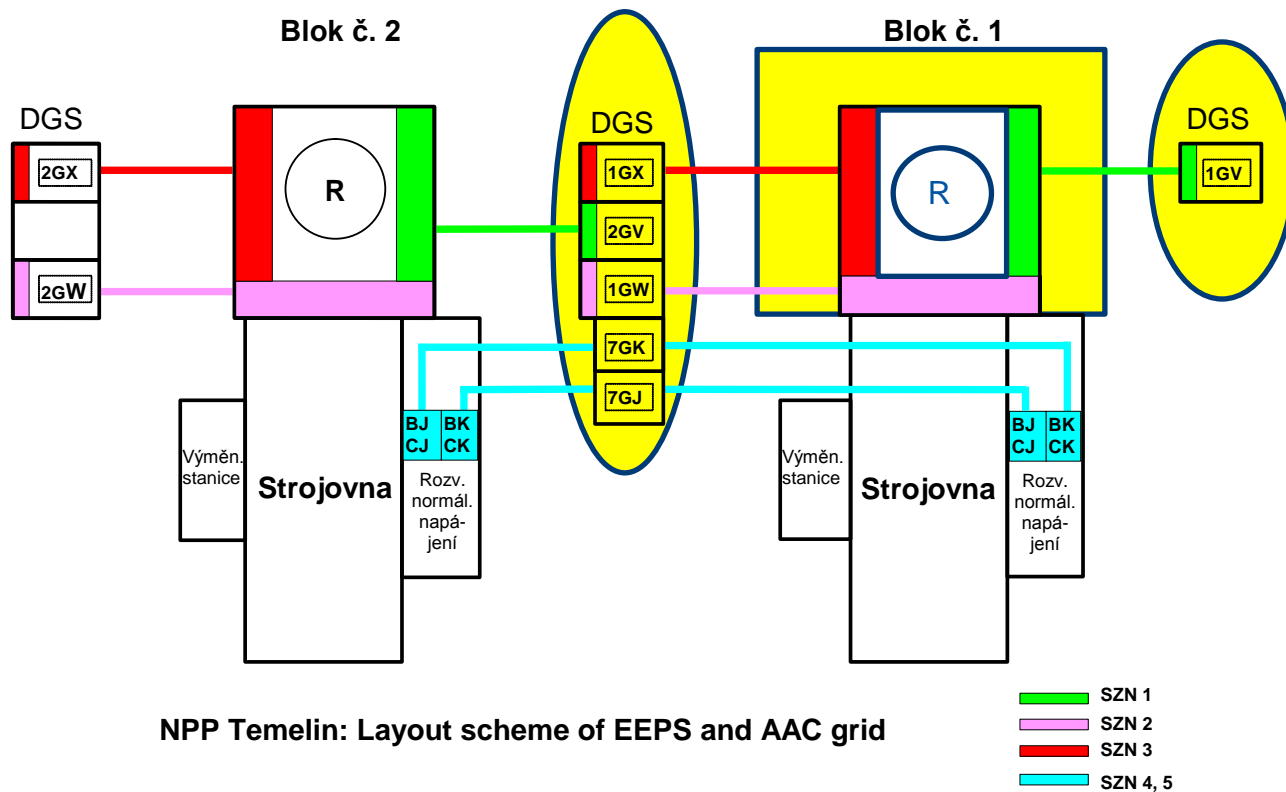 Blok č. 2
Blok č. 1
DGS
DGS
DGS
2GX
R
1GX
R
1GV
2GV
2GW
1GW
7GK
7GJ
BJ BK
CJ CK
BJ BK
CJ CK
Výměn.
stanice
Strojovna
Rozv.
normál.
napá-
jení
Výměn.
stanice
Strojovna
Rozv.
normál.
napá-
jení
NPP Temelin: Layout scheme of EEPS and AAC grid
SZN 1
SZN 2
SZN 3
SZN 4, 5